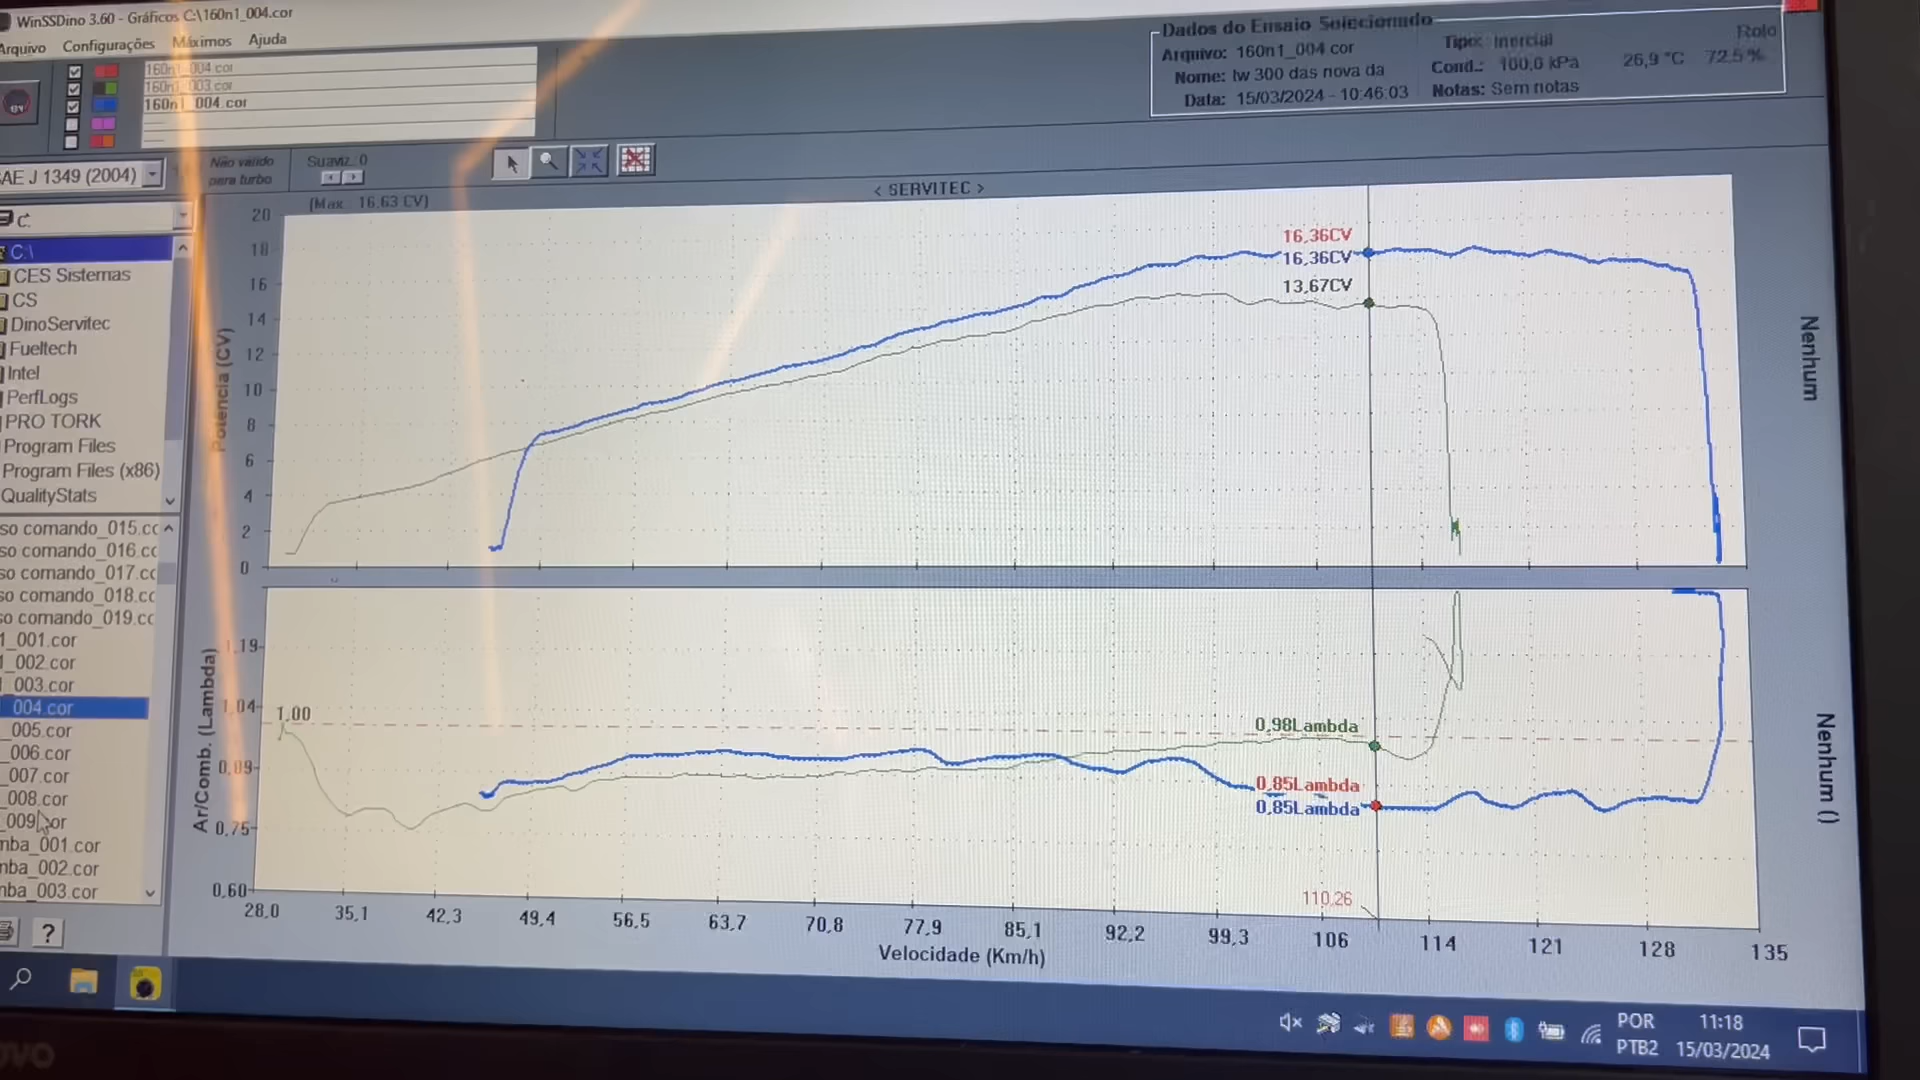 WinSSDino 3.60 - Gráficos C:\160n1_004.cor
Arquivo Configurações Máximos Ajuda
160n1_004.cor
160n1_003.cor
160n1_004.cor
Dados do Ensaio Selecionado
Arquivo: 160n1_004 cor
Nome: lw 300 das nova da
Data: 15/03/2024 - 10:46:03
Tipo: Inercial
Cond.: 100,0 kPa 26,9 °C 72.5 %
Notas: Sem notas
Rolo
AE J 1349 (2004)
Não válido
para turbo
Suaviz.: 0
C:
C:\
CES Sistemas
CS
DinoServitec
Fueltech
Intel
PerfLogs
PRO TORK
Program Files
Program Files (x86)
QualityStats
so comando_015.cc
so comando_016.cc
so comando_017.cc
so comando_018.cc
so comando_019.cc
1_001.cor
_002.cor
_003.cor
004.cor
_005.cor
_006.cor
_007.cor
_008.cor
_009.cor
mba_001.cor
mba_002.cor
mba_003.cor
?
(Max.: 16,63 CV)
< SERVITEC >
20
18
16
14
12
10
8
6
4
2
0
Potência (CV)
16,36CV
16,36CV
13,67CV
Nenhum
1,19
1,04
0,89
0,75
0,60
Ar/Comb. (Lambda)
1,00
0,98Lambda
0,85Lambda
0,85Lambda
110,26
Nenhum ()
28,0 35,1 42,3 49,4 56,5 63,7 70,8 77,9 85,1 92,2 99,3 106 114 121 128 135
Velocidade (Km/h)
POR
PTB2
11:18
15/03/2024